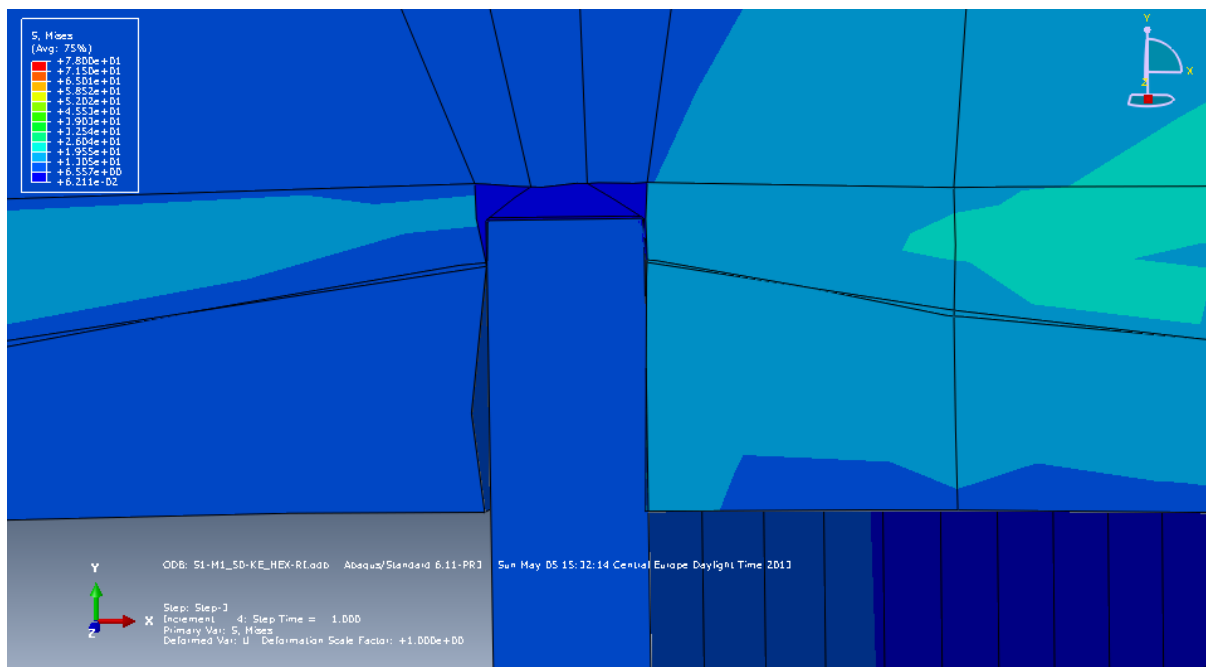 S, Mises
(Avg: 75%)
+7.800e+01
+7.150e+01
+6.501e+01
+5.852e+01
+5.202e+01
+4.553e+01
+3.903e+01
+3.254e+01
+2.604e+01
+1.955e+01
+1.305e+01
+6.557e+00
+6.211e-02
Y
X
Z
ODB: S1-M1_SD-KE_HEX-RI.odb Abaqus/Standard 6.11-PR3 Sun May 05 15:32:14 Central Europe Daylight Time 2013
Y
X
Z
Step: Step-3
Increment 4: Step Time = 1.000
Primary Var: S, Mises
Deformed Var: U Deformation Scale Factor: +1.000e+00